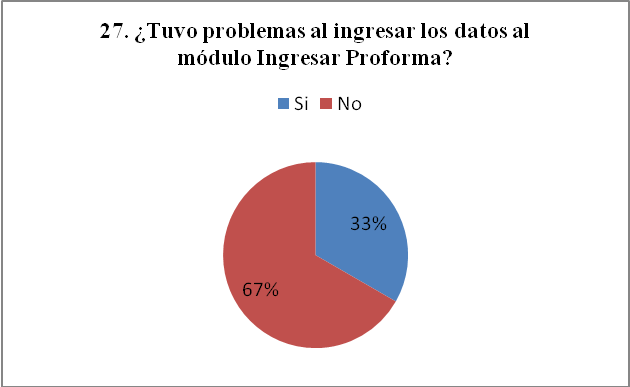 27. ¿Tuvo problemas al ingresar los datos al
módulo Ingresar Proforma?
Si No
33%
67%